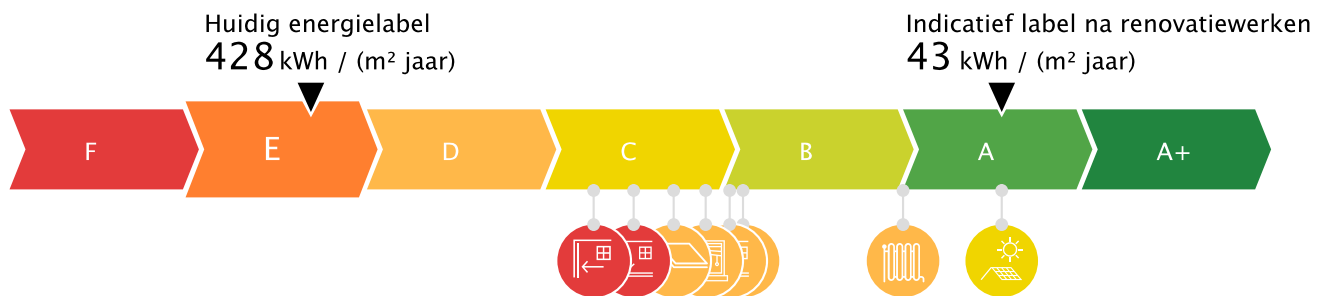 Huidig energielabel
428 kWh / (m² jaar)
Indicatief label na renovatiewerken
43 kWh / (m² jaar)
F E D C B A A+